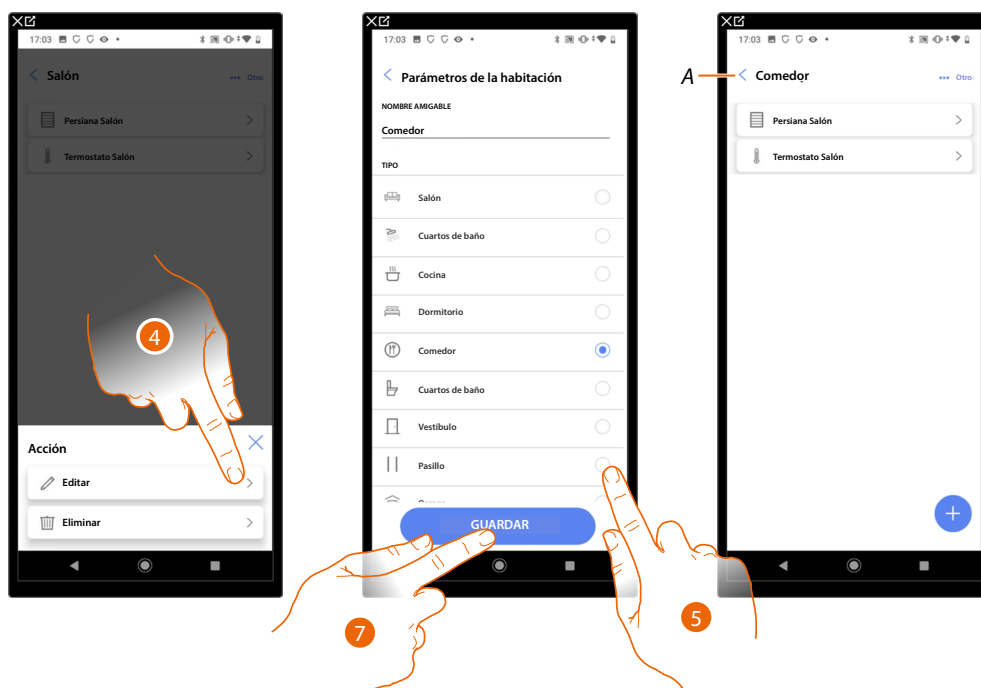 17:03
Salón
Otro
Persiana Salón
Termostato Salón
4
Acción
Editar
Eliminar
17:03
Parámetros de la habitación
NOMBRE AMIGABLE
Comedor
TIPO
Salón
Cuartos de baño
Cocina
Dormitorio
Comedor
Cuartos de baño
Vestíbulo
Pasillo
GUARDAR
7
5
A
17:03
Comedor
Otro
Persiana Salón
Termostato Salón